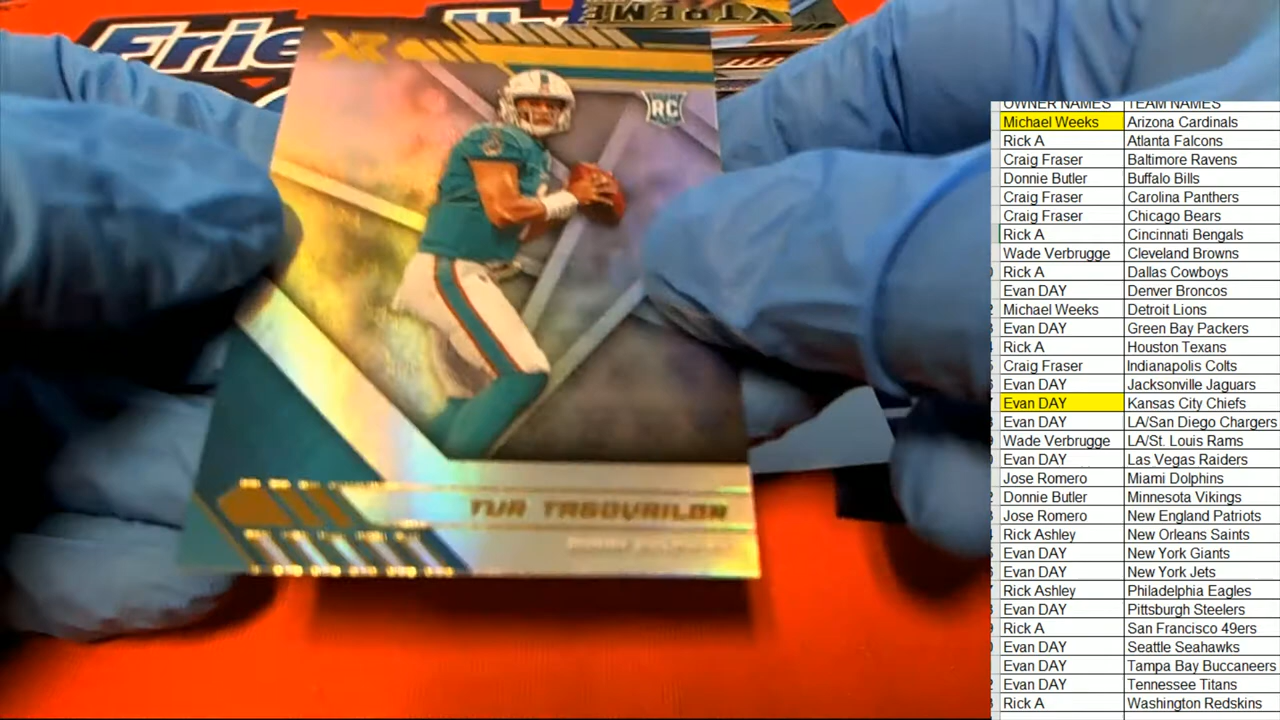 Frie
XTREME
XR
RC
TUA TAGOVAILOA
OWNER NAMES TEAM NAMES
Michael Weeks Arizona Cardinals
Rick A Atlanta Falcons
Craig Fraser Baltimore Ravens
Donnie Butler Buffalo Bills
Craig Fraser Carolina Panthers
Craig Fraser Chicago Bears
Rick A Cincinnati Bengals
Wade Verbrugge Cleveland Browns
Rick A Dallas Cowboys
Evan DAY Denver Broncos
Michael Weeks Detroit Lions
Evan DAY Green Bay Packers
Rick A Houston Texans
Craig Fraser Indianapolis Colts
Evan DAY Jacksonville Jaguars
Evan DAY Kansas City Chiefs
Evan DAY LA/San Diego Chargers
Wade Verbrugge LA/St. Louis Rams
Evan DAY Las Vegas Raiders
Jose Romero Miami Dolphins
Donnie Butler Minnesota Vikings
Jose Romero New England Patriots
Rick Ashley New Orleans Saints
Evan DAY New York Giants
Evan DAY New York Jets
Rick Ashley Philadelphia Eagles
Evan DAY Pittsburgh Steelers
Rick A San Francisco 49ers
Evan DAY Seattle Seahawks
Evan DAY Tampa Bay Buccaneers
Evan DAY Tennessee Titans
Rick A Washington Redskins